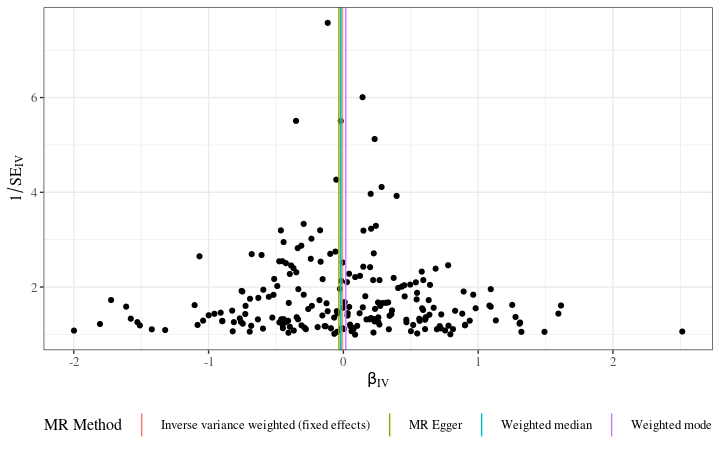 6
4
2
1/SE_IV
-2
-1
0
1
2
β_IV
MR Method
Inverse variance weighted (fixed effects)
MR Egger
Weighted median
Weighted mode